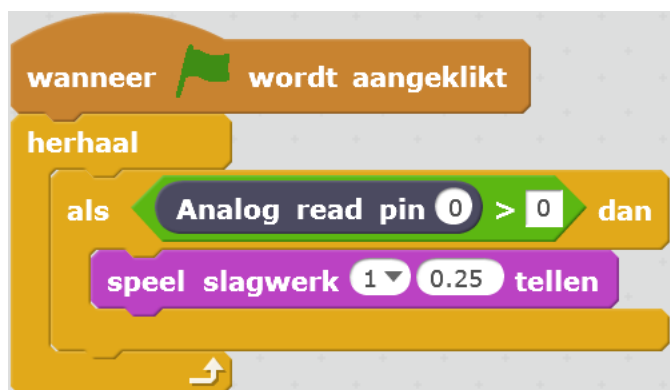 wanneer wordt aangeklikt
herhaal
als Analog read pin 0 > 0 dan
speel slagwerk 1 0.25 tellen